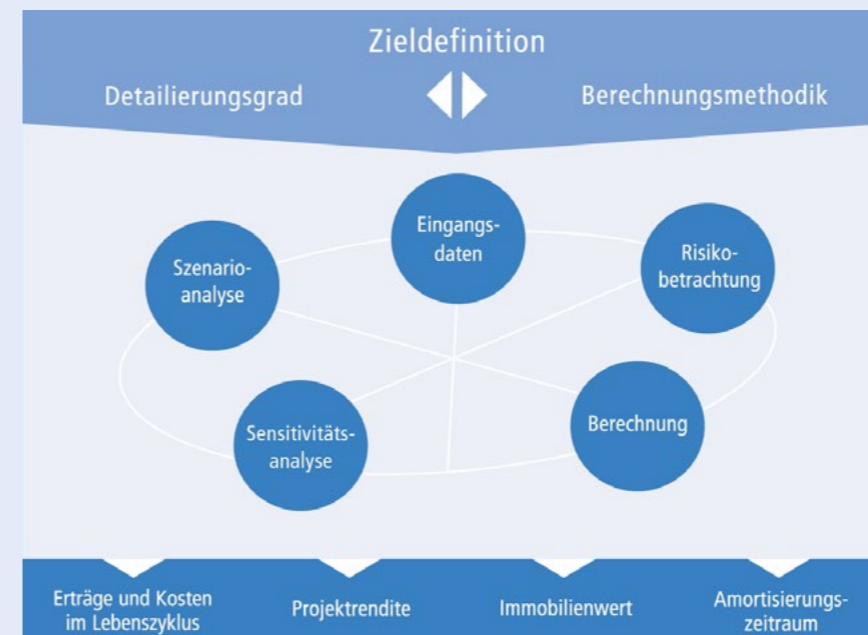 Zieldefinition
Detailierungsgrad
Berechnungsmethodik
Eingangs-
daten
Szenario-
analyse
Risiko-
betrachtung
Sensitivitäts-
analyse
Berechnung
Erträge und Kosten
im Lebenszyklus
Projektrendite
Immobilienwert
Amortisierungs-
zeitraum